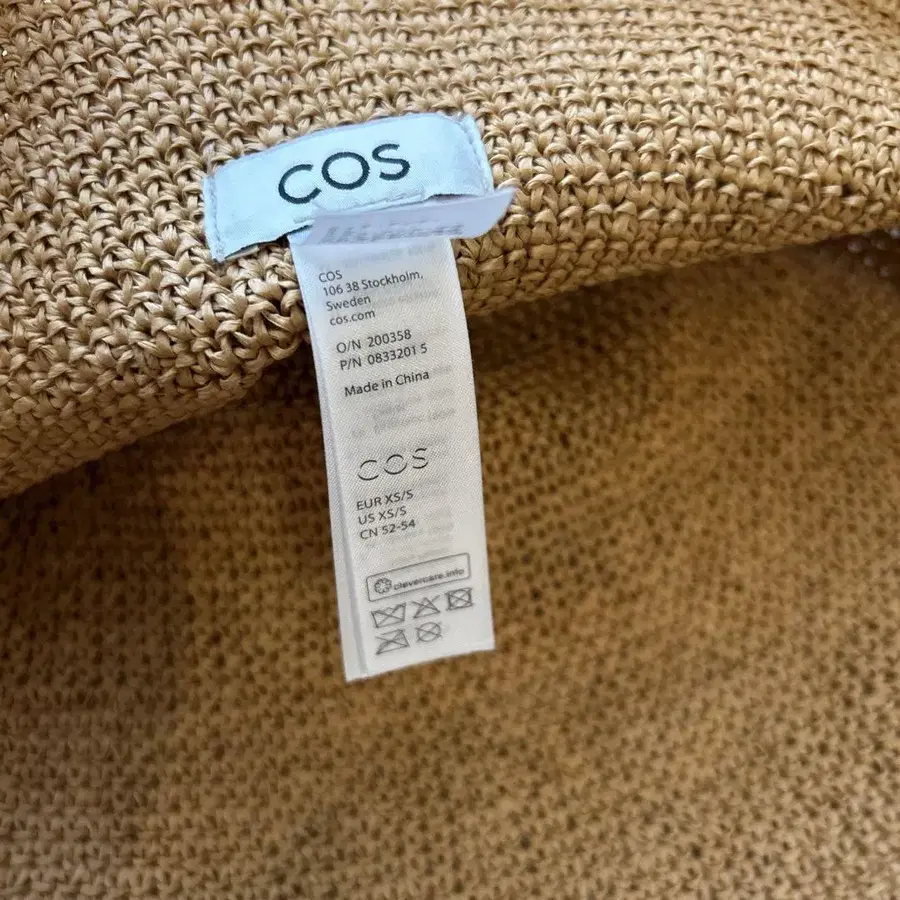 COS
COS
106 38 Stockholm,
Sweden
cos.com
O/N 200358
P/N 0833201 5
Made in China
COS
EUR XS/S
US XS/S
CN 52-54
clevercare.info